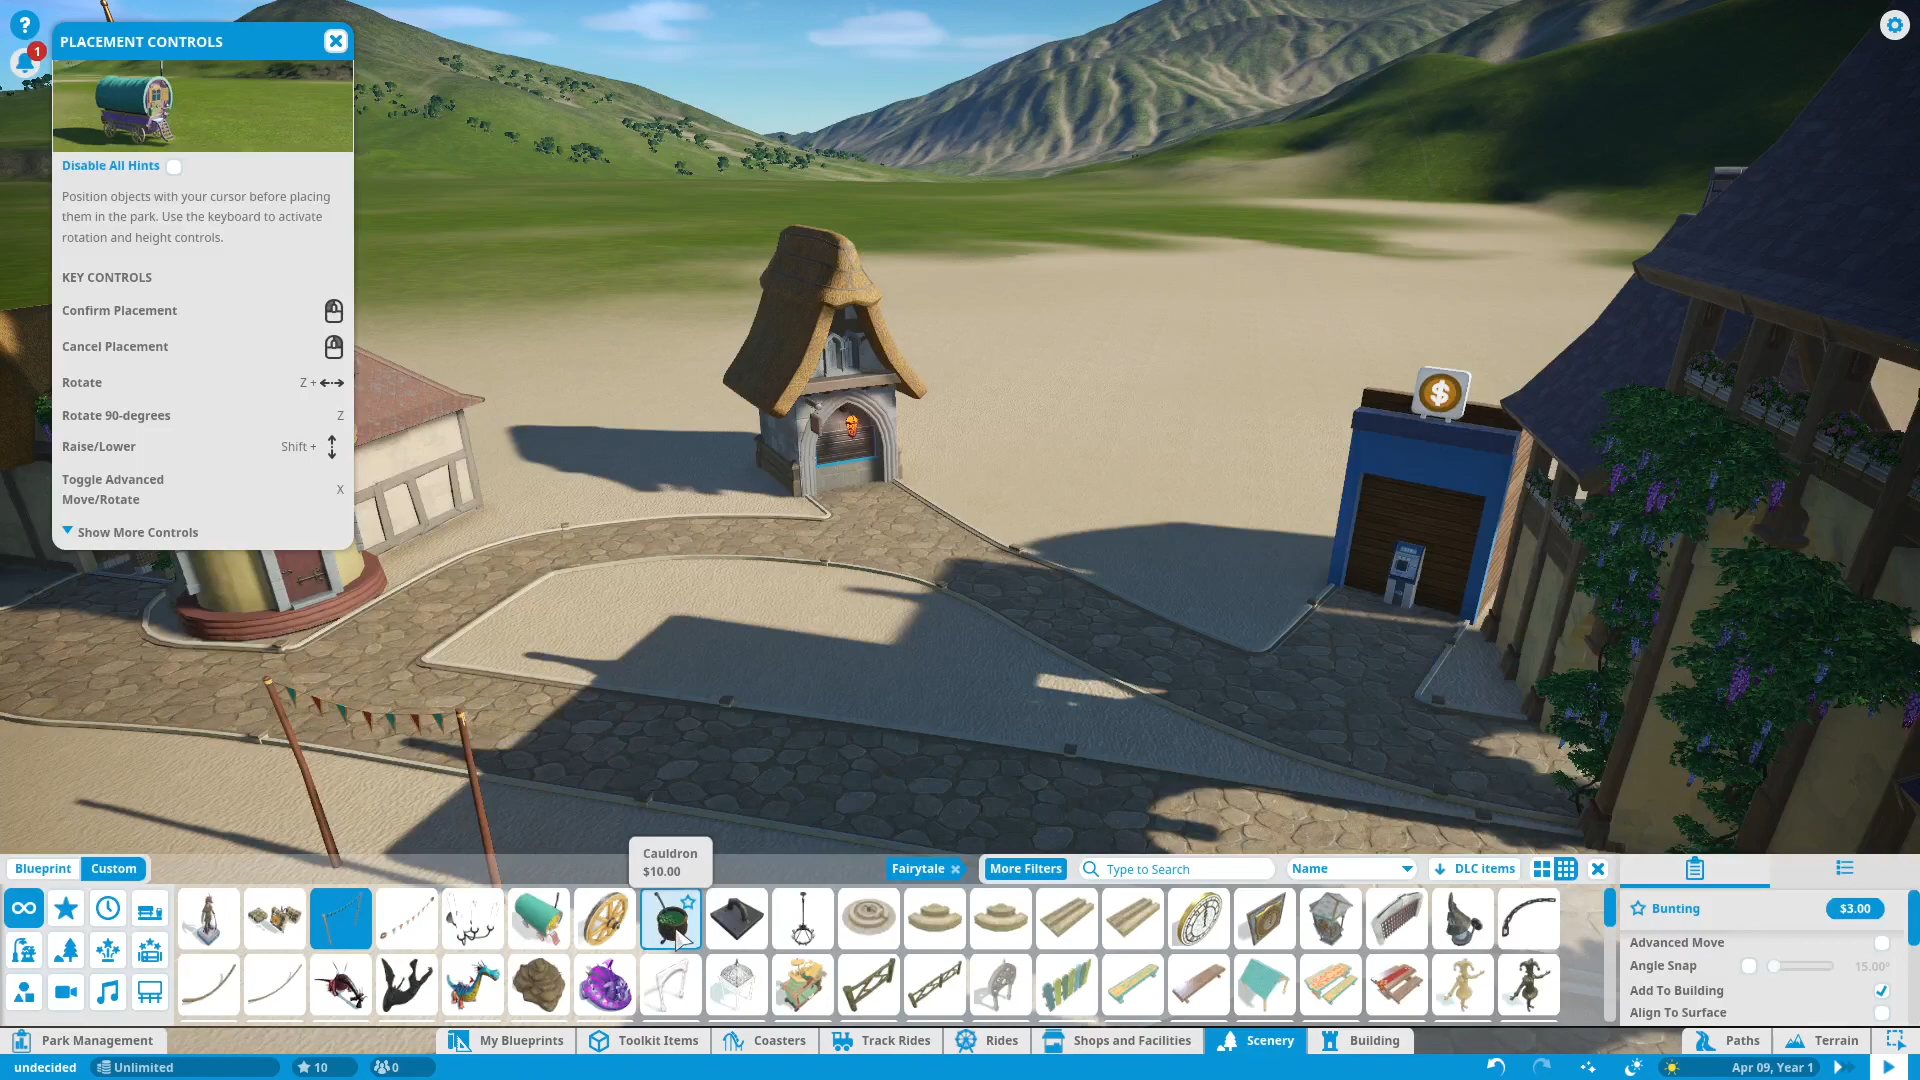 ?
1
PLACEMENT CONTROLS
Disable All Hints
Position objects with your cursor before placing
them in the park. Use the keyboard to activate
rotation and height controls.
KEY CONTROLS
Confirm Placement
Cancel Placement
Rotate Z +
Rotate 90-degrees Z
Raise/Lower Shift +
Toggle Advanced
Move/Rotate X
Show More Controls
$
Cauldron
$10.00
Blueprint Custom
Fairytale More Filters Type to Search Name DLC items
Bunting $3.00
Advanced Move
Angle Snap 15.00°
Add To Building
Align To Surface
Park Management My Blueprints Toolkit Items Coasters Track Rides Rides Shops and Facilities Scenery Building Paths Terrain
undecided Unlimited 10 0 Apr 09, Year 1